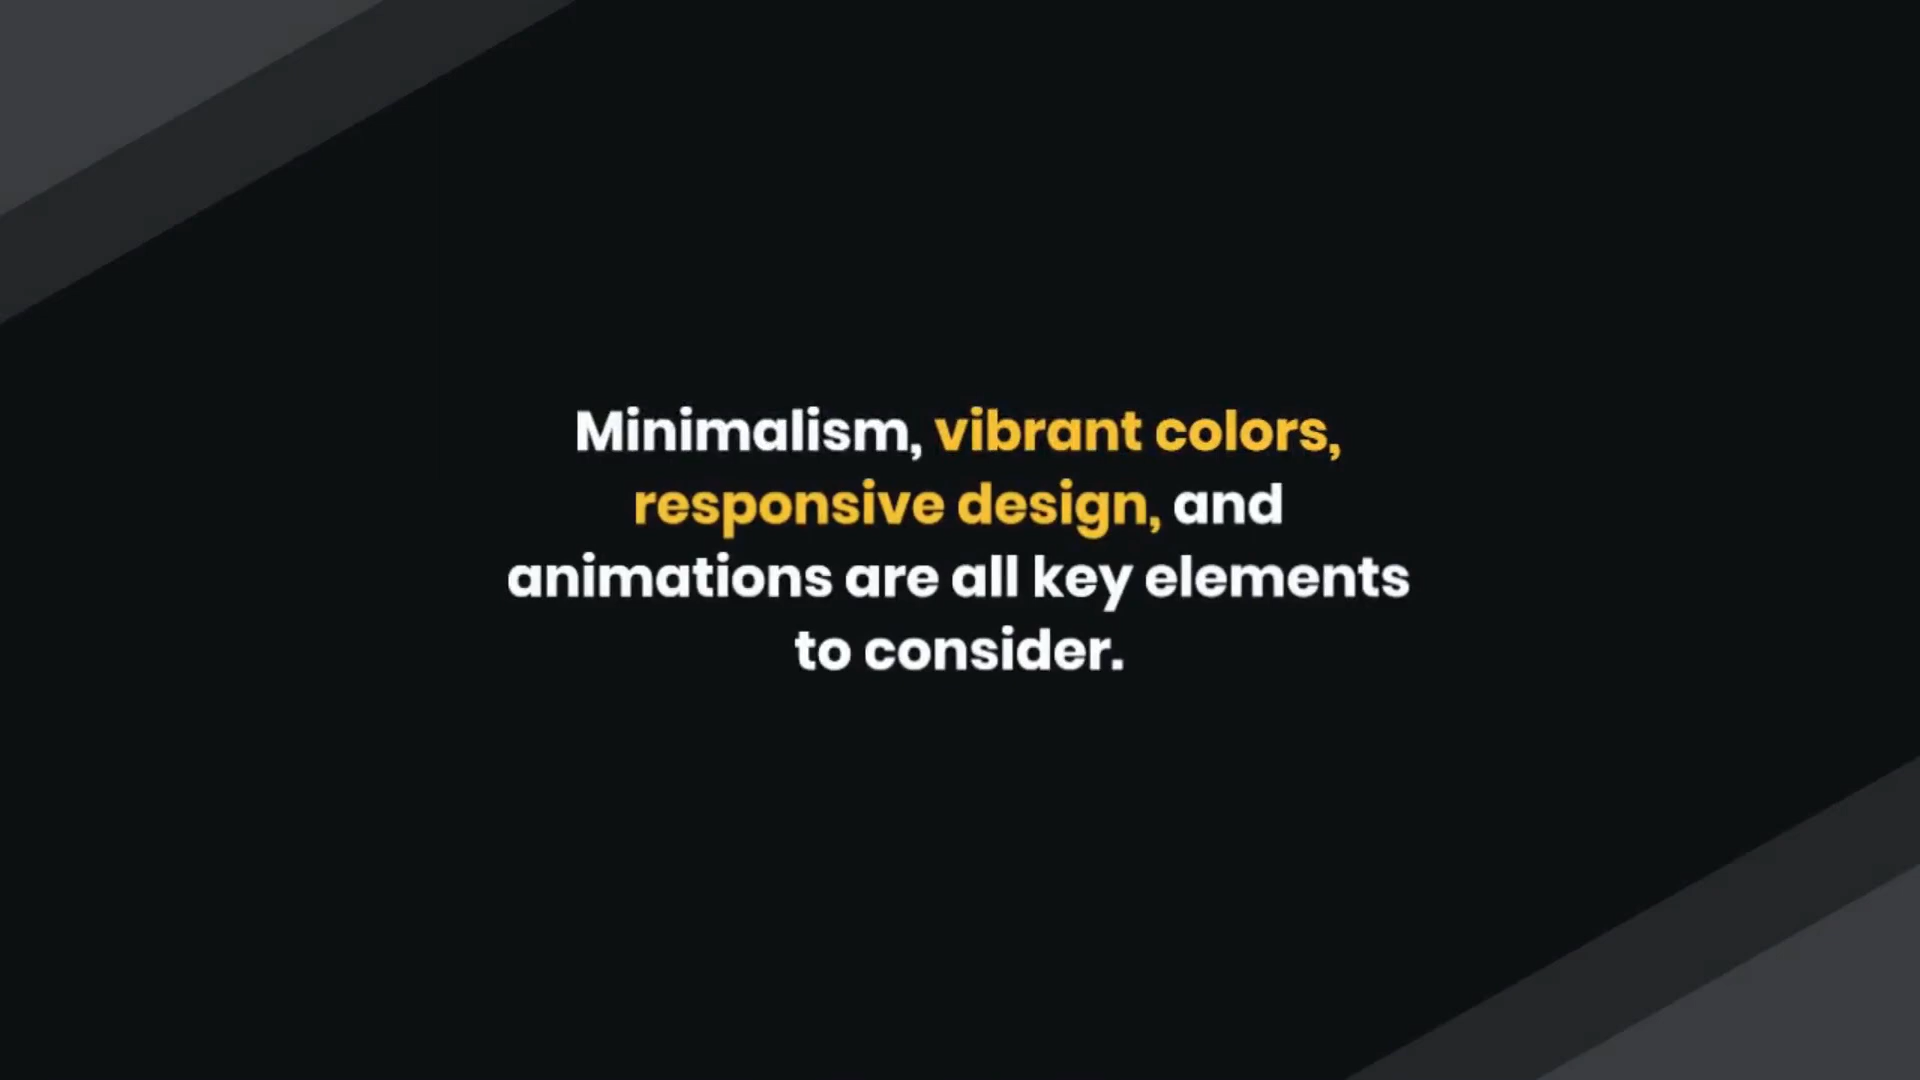 Minimalism, vibrant colors,
responsive design, and
animations are all key elements
to consider.